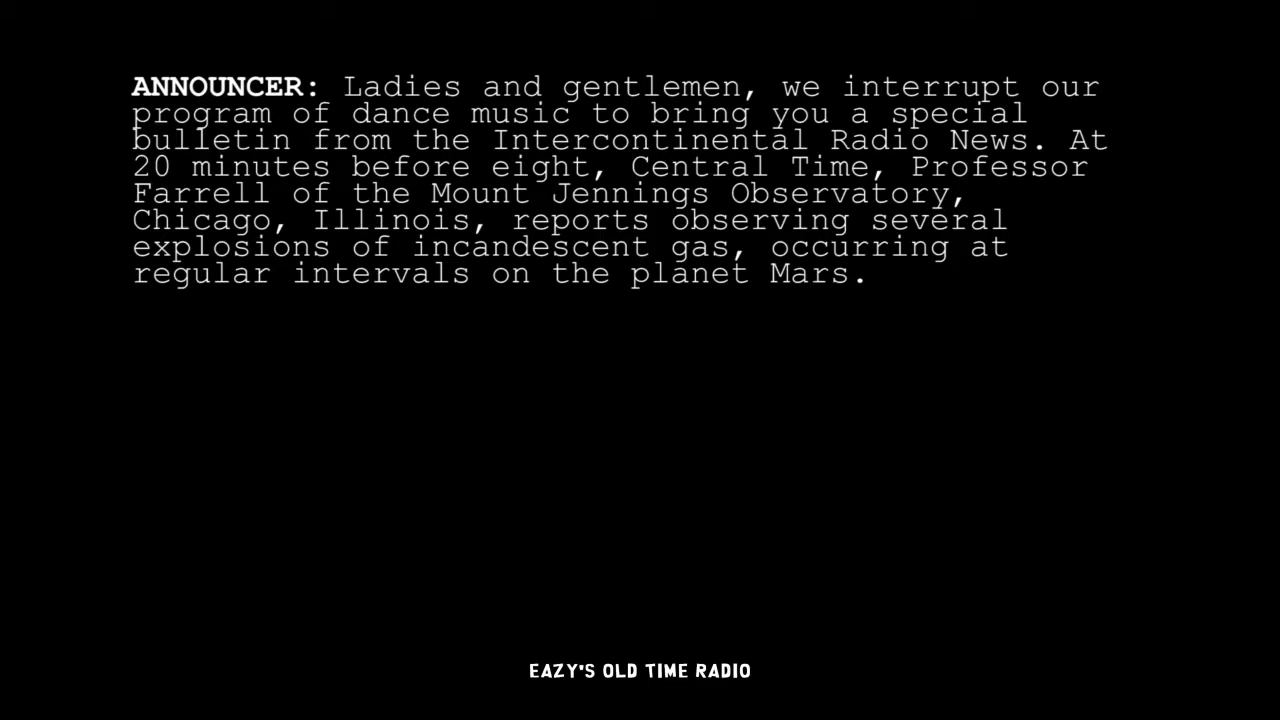 ANNOUNCER: Ladies and gentlemen, we interrupt our
program of dance music to bring you a special
bulletin from the Intercontinental Radio News. At
20 minutes before eight, Central Time, Professor
Farrell of the Mount Jennings Observatory,
Chicago, Illinois, reports observing several
explosions of incandescent gas, occurring at
regular intervals on the planet Mars.
EAZY'S OLD TIME RADIO